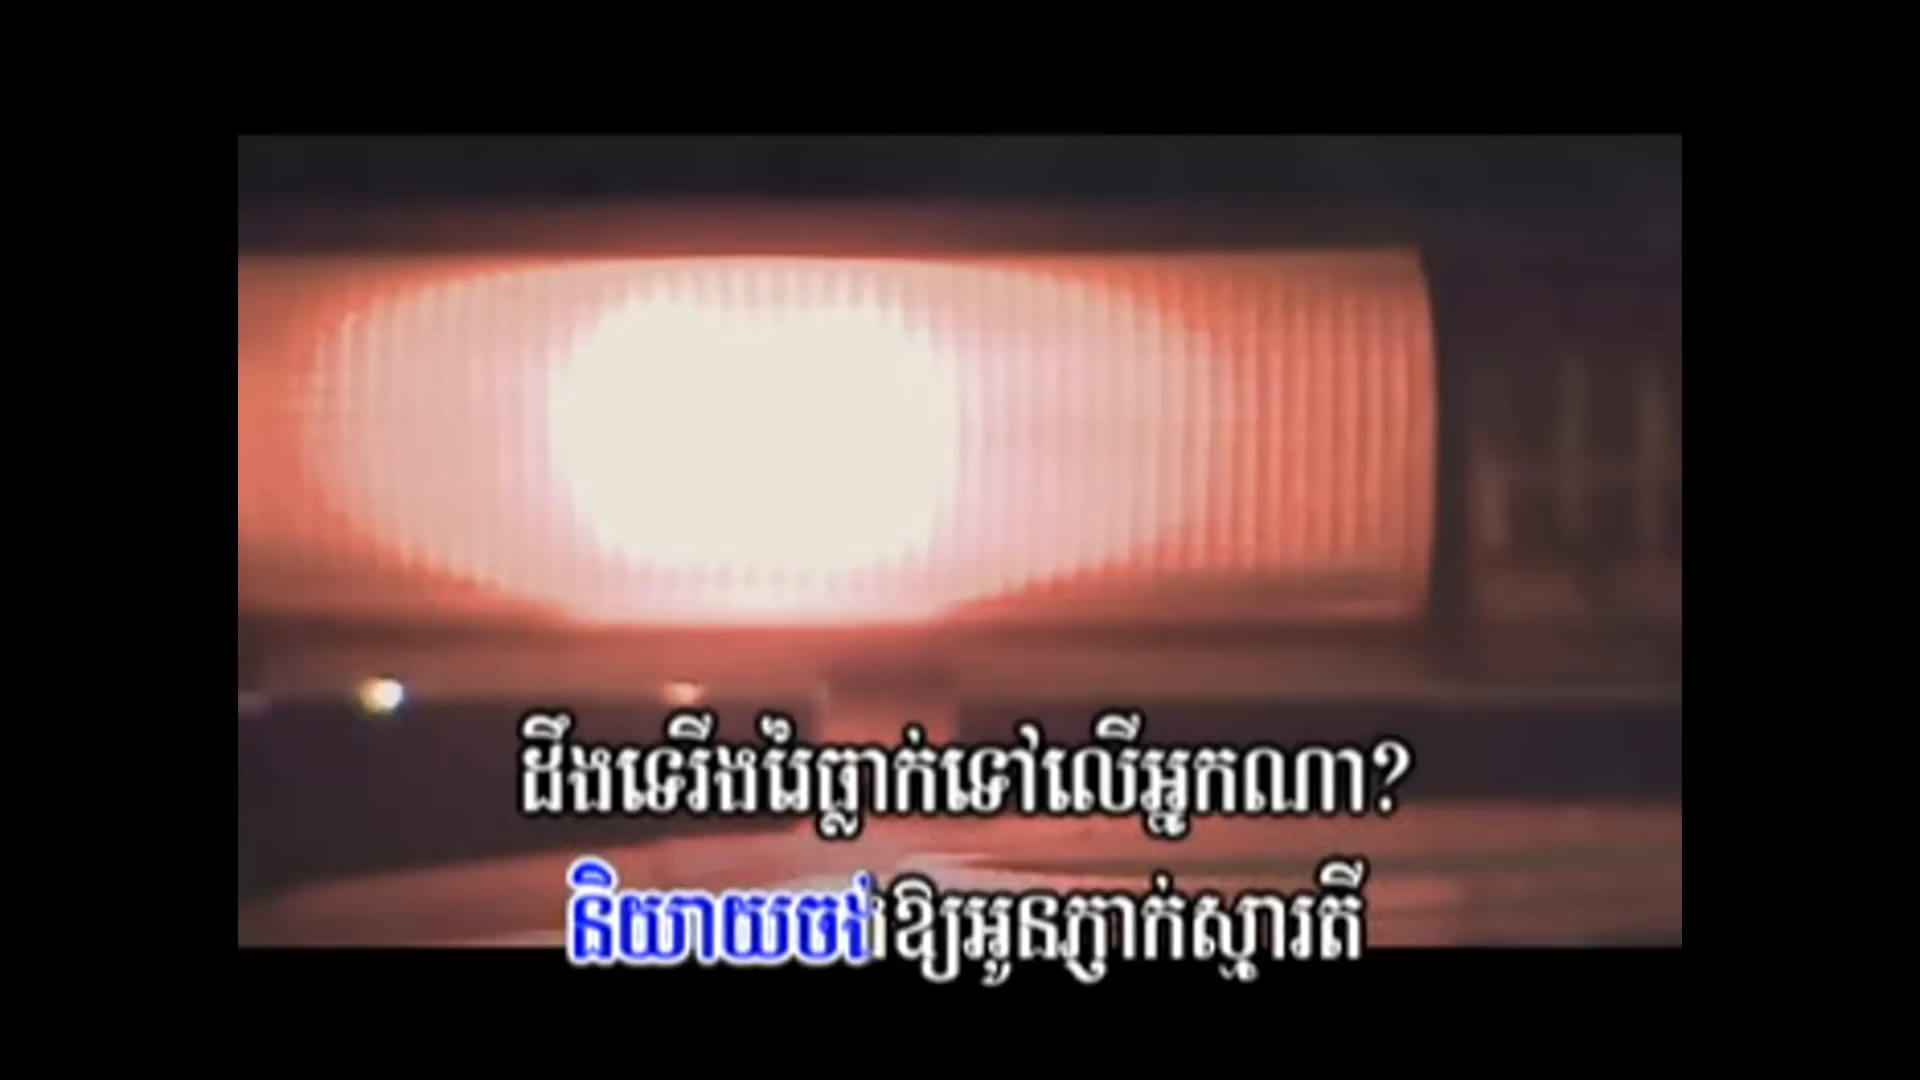 ដឹងទេរឹងរ៉ៃធ្លាក់ទៅលើអ្នកណា?
និយាយចង់ឱ្យអូនភ្ញាក់ស្មារតី